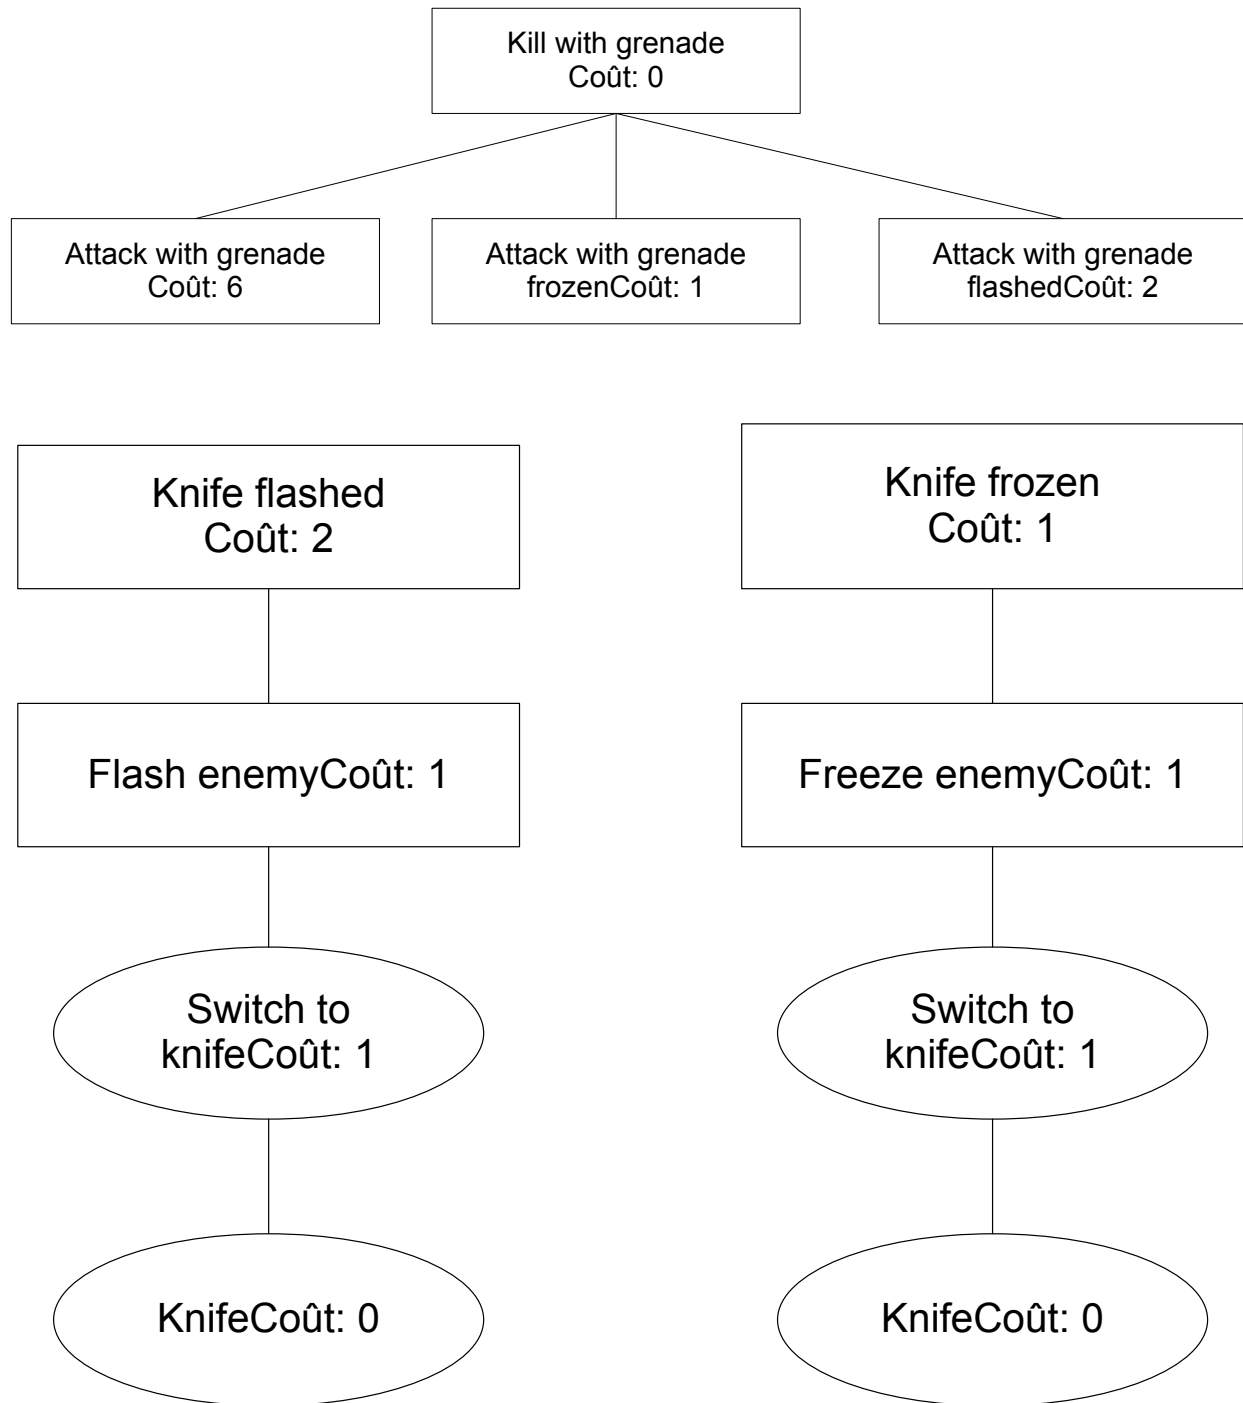 Kill with grenade
Coût: 0
Attack with grenade
Coût: 6
Attack with grenade
frozenCoût: 1
Attack with grenade
flashedCoût: 2
Knife flashed
Coût: 2
Knife frozen
Coût: 1
Flash enemyCoût: 1
Freeze enemyCoût: 1
Switch to
knifeCoût: 1
Switch to
knifeCoût: 1
KnifeCoût: 0
KnifeCoût: 0